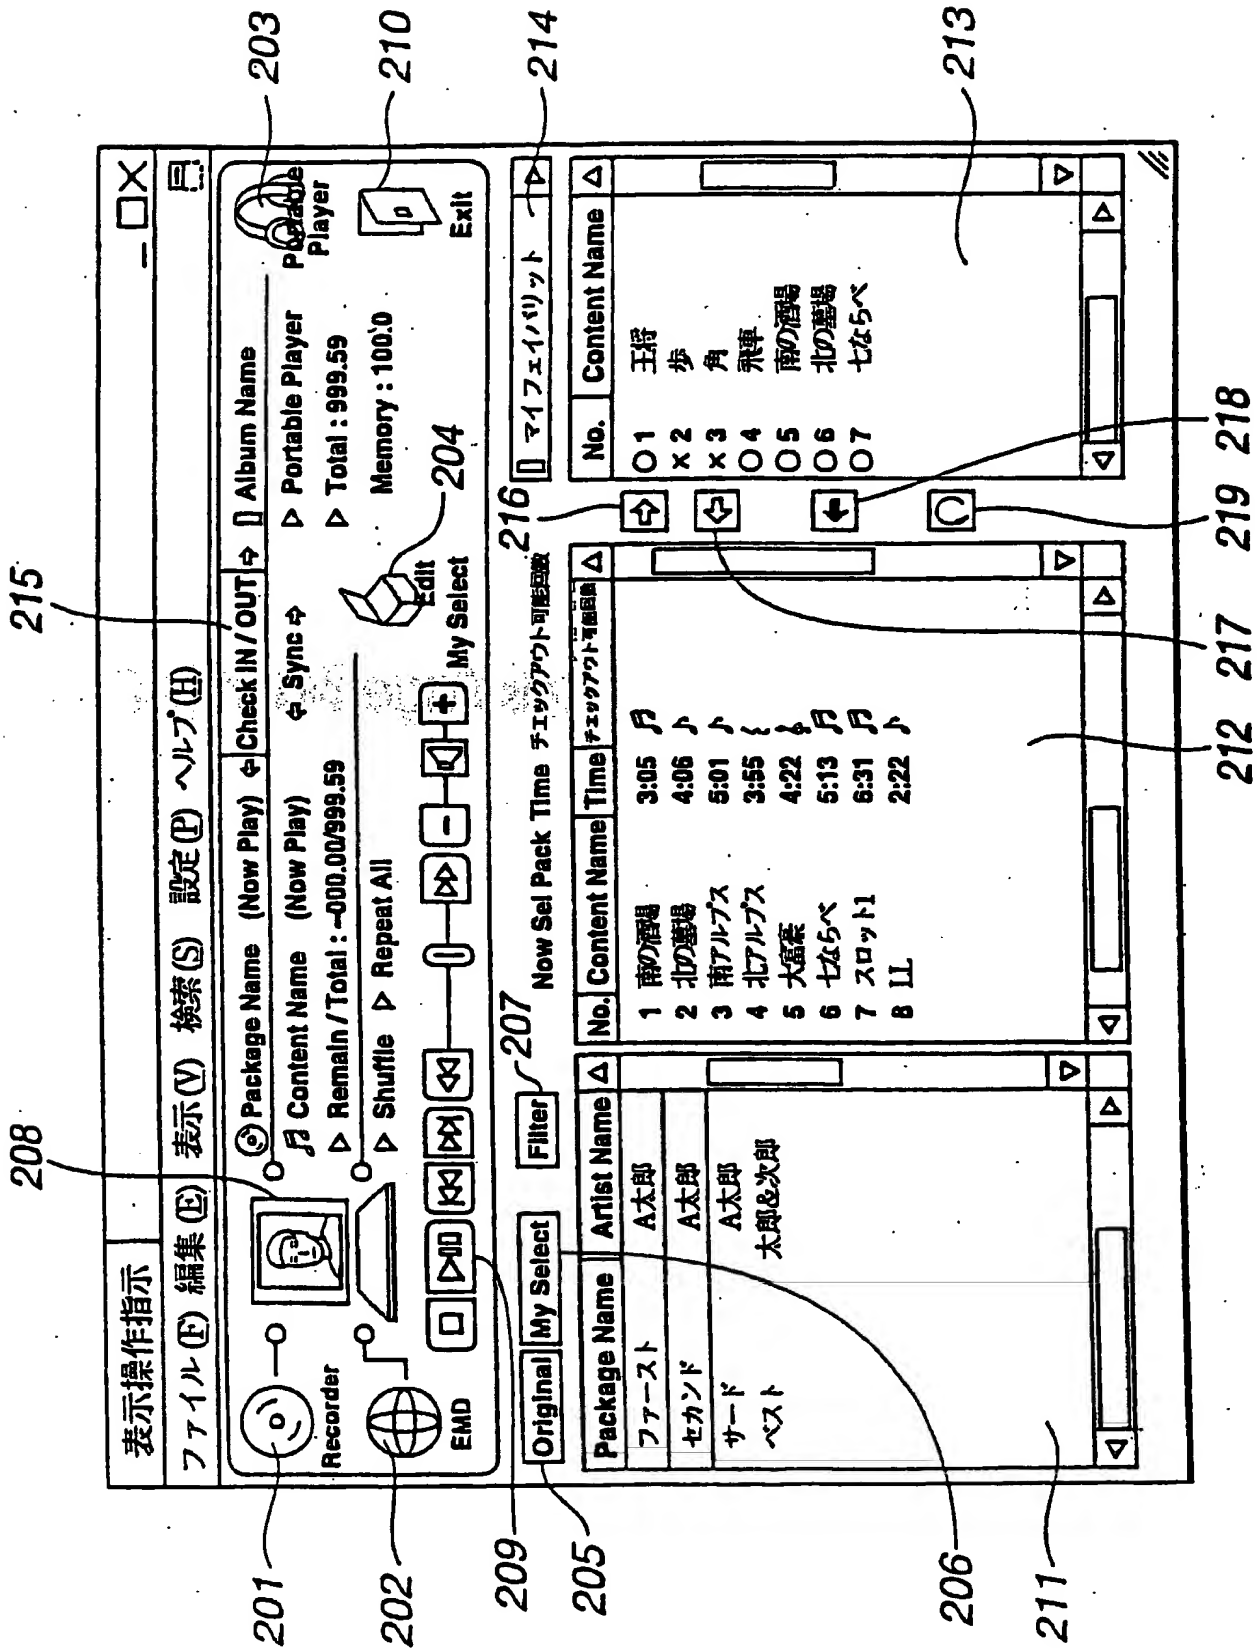 215
208
203
210
214
表示操作指示
ファイル(F) 編集(E) 表示(V) 検索(S) 設定(P) ヘルプ(H)
Package Name (Now Play)
Check IN / OUT
Album Name
Content Name (Now Play)
Sync
Portable Player
Portable Player
Remain / Total : -000.00/999.59
Total : 999.59
Shuffle
Repeat All
Memory : 100.0
Recorder
EMD
Edit
204
Exit
My Select
201
202
209
205
Original
My Select
Filter
207
Now Sel Pack Time チェックアウト可能回数
216
マイフェイバリット
Package Name Artist Name
ファースト A太郎
セカンド A太郎
サード A太郎
ベスト 太郎&次郎
No. Content Name Time チェックアウト可能回数
1 南の酒場 3:05
2 北の墓場 4:06
3 南アルプス 5:01
4 北アルプス 3:55
5 大富豪 4:22
6 七ならべ 5:13
7 スロット1 6:31
8 LL 2:22
No. Content Name
O 1 王将
× 2 歩
× 3 角
O 4 飛車
O 5 南の酒場
O 6 北の墓場
O 7 七ならべ
206
211
212
217
219
218
213